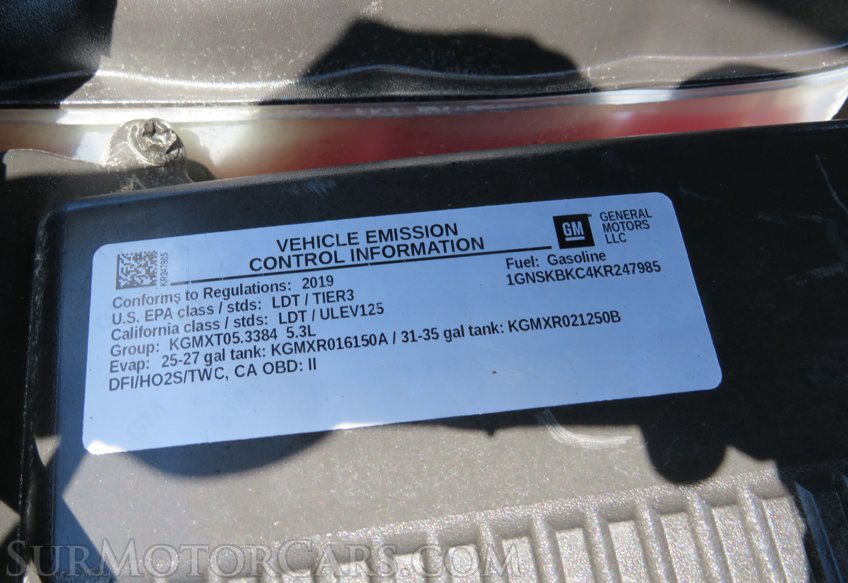 VEHICLE EMISSION
CONTROL INFORMATION
GM
GENERAL
MOTORS
LLC
KR247985
Fuel: Gasoline
1GNSKBKC4KR247985
Conforms to Regulations: 2019
U.S. EPA class / stds: LDT / TIER3
California class / stds: LDT / ULEV125
Group: KGMXT05.3384 5.3L
Evap: 25-27 gal tank: KGMXR016150A / 31-35 gal tank: KGMXR021250B
DFI/HO2S/TWC, CA OBD: II
SurMotorCars.com